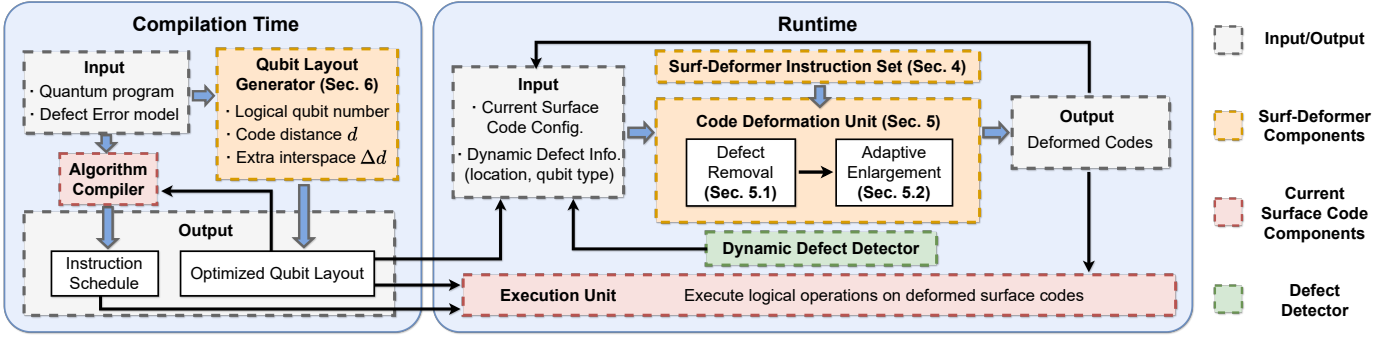 Compilation Time
Input
· Quantum program
· Defect Error model
Qubit Layout
Generator (Sec. 6)
· Logical qubit number
· Code distance d
· Extra interspace Δd
Algorithm
Compiler
Output
Instruction
Schedule
Optimized Qubit Layout
Runtime
Input
· Current Surface
Code Config.
· Dynamic Defect Info.
(location, qubit type)
Surf-Deformer Instruction Set (Sec. 4)
Code Deformation Unit (Sec. 5)
Defect
Removal
(Sec. 5.1)
Adaptive
Enlargement
(Sec. 5.2)
Output
Deformed Codes
Dynamic Defect Detector
Execution Unit Execute logical operations on deformed surface codes
Input/Output
Surf-Deformer
Components
Current
Surface Code
Components
Defect
Detector